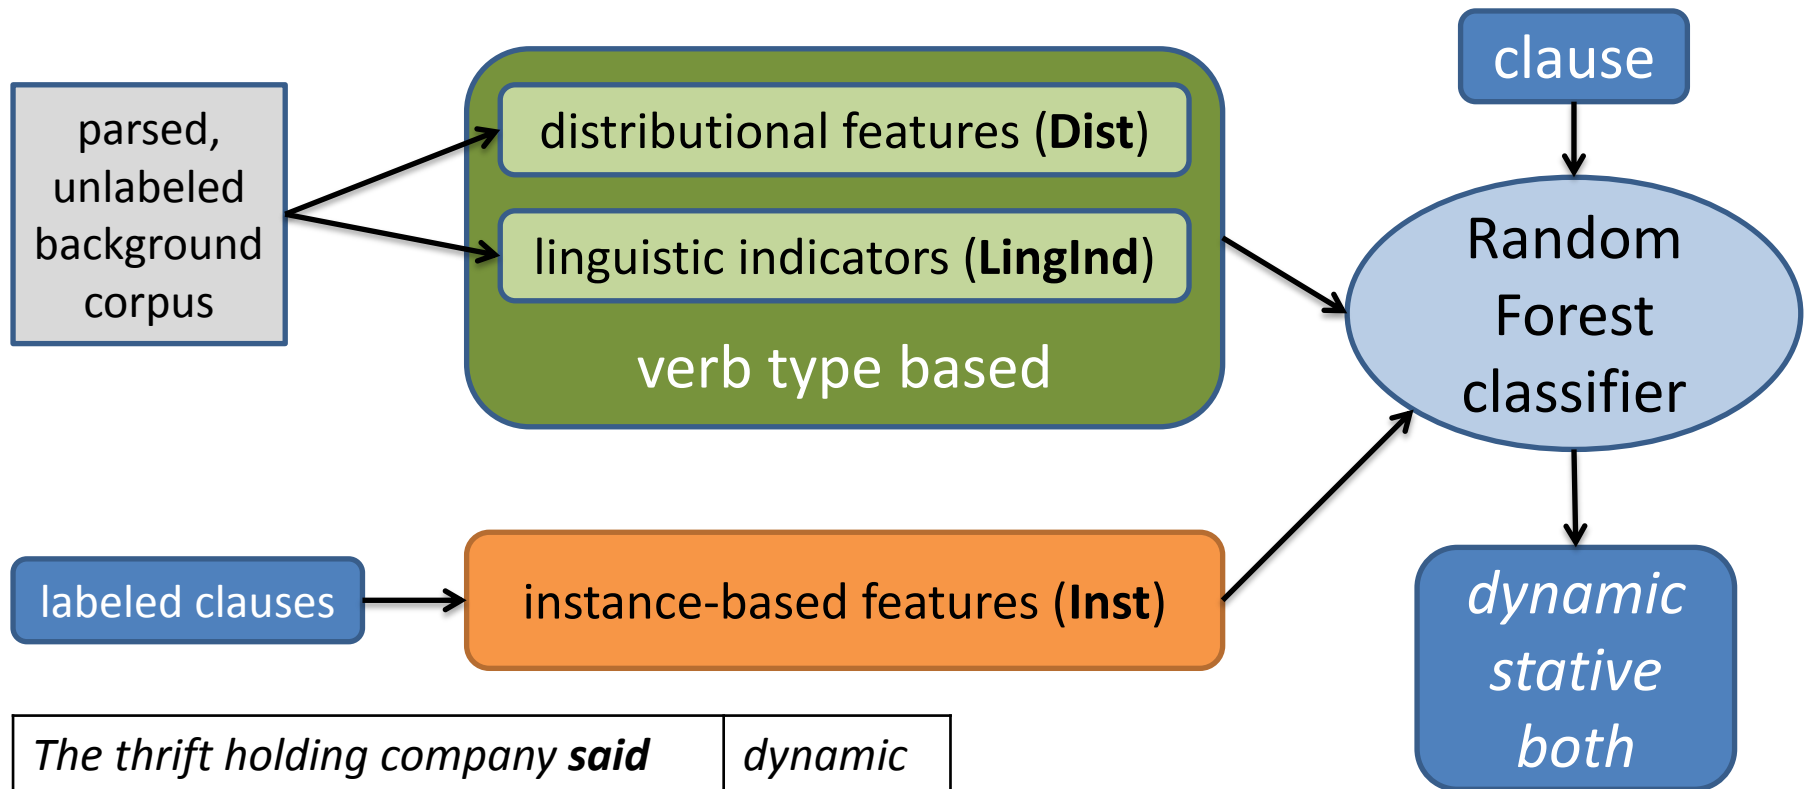 parsed,
unlabeled
background
corpus
distributional features (Dist)
linguistic indicators (LingInd)
verb type based
clause
Random
Forest
classifier
labeled clauses
instance-based features (Inst)
dynamic
stative
both
The thrift holding company said dynamic